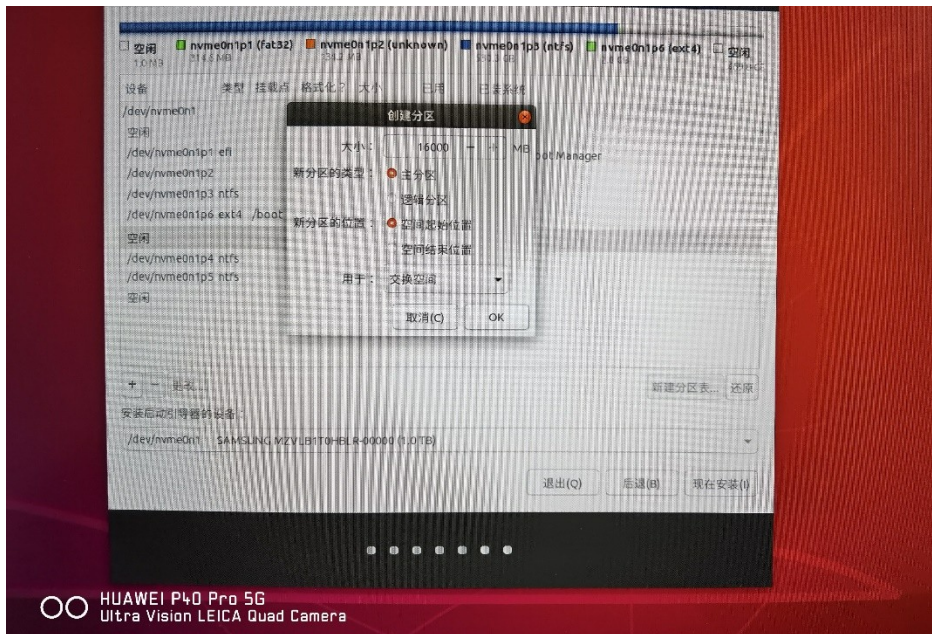 空闲 nvme0n1p1 (fat32) nvme0n1p2 (unknown) nvme0n1p3 (ntfs) nvme0n1p6 (ext4) 空闲
1.0 MB
设备 类型 挂载点 格式化? 大小 已用 已装系统
/dev/nvme0n1
空闲
/dev/nvme0n1p1 efi
/dev/nvme0n1p2
/dev/nvme0n1p3 ntfs
/dev/nvme0n1p6 ext4 /boot
空闲
/dev/nvme0n1p4 ntfs
/dev/nvme0n1p5 ntfs
空闲
Manager
创建分区
大小: 16000 - + MB
新分区的类型: 主分区
逻辑分区
新分区的位置: 空间起始位置
空间结束位置
用于: 交换空间
取消(C) OK
+ - 更改...
新建分区表... 还原
安装启动引导器的设备:
/dev/nvme0n1 SAMSUNG MZVLB1T0HBLR-00000 (1.0 TB)
退出(Q) 后退(B) 现在安装(I)
HUAWEI P40 Pro 5G
Ultra Vision LEICA Quad Camera